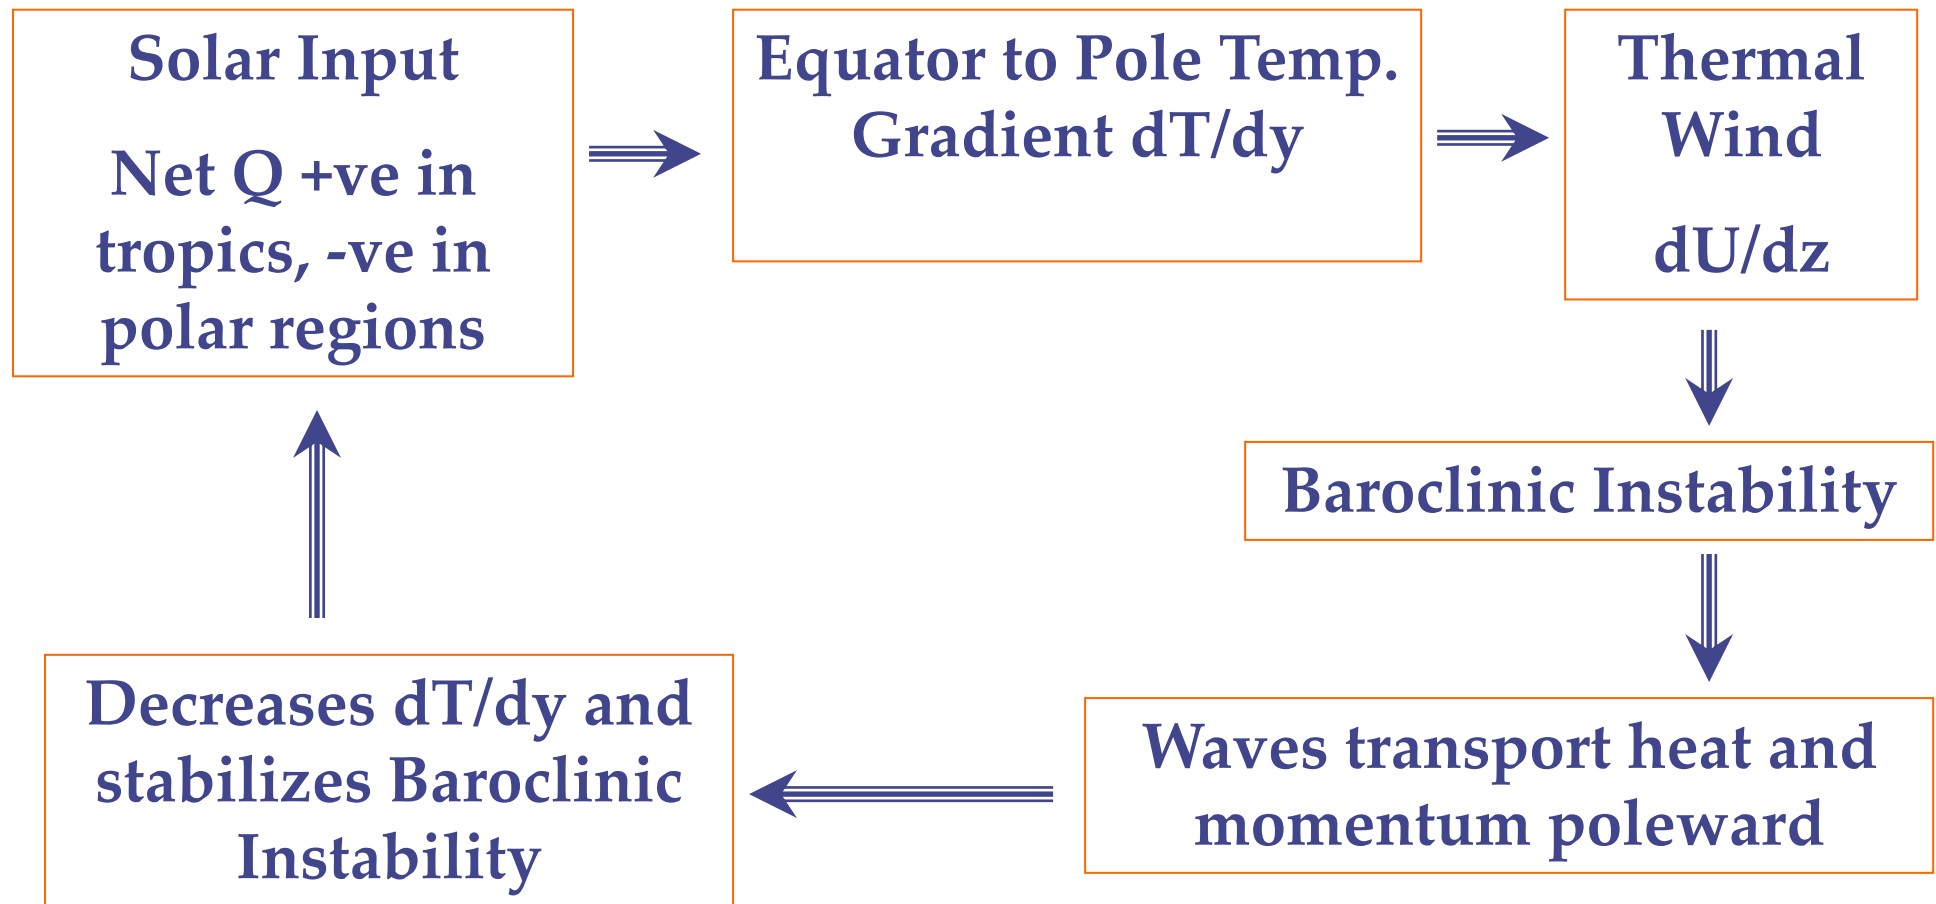 Solar Input
Net Q +ve in
tropics, -ve in
polar regions
Equator to Pole Temp.
Gradient dT/dy
Thermal
Wind
dU/dz
Baroclinic Instability
Waves transport heat and
momentum poleward
Decreases dT/dy and
stabilizes Baroclinic
Instability